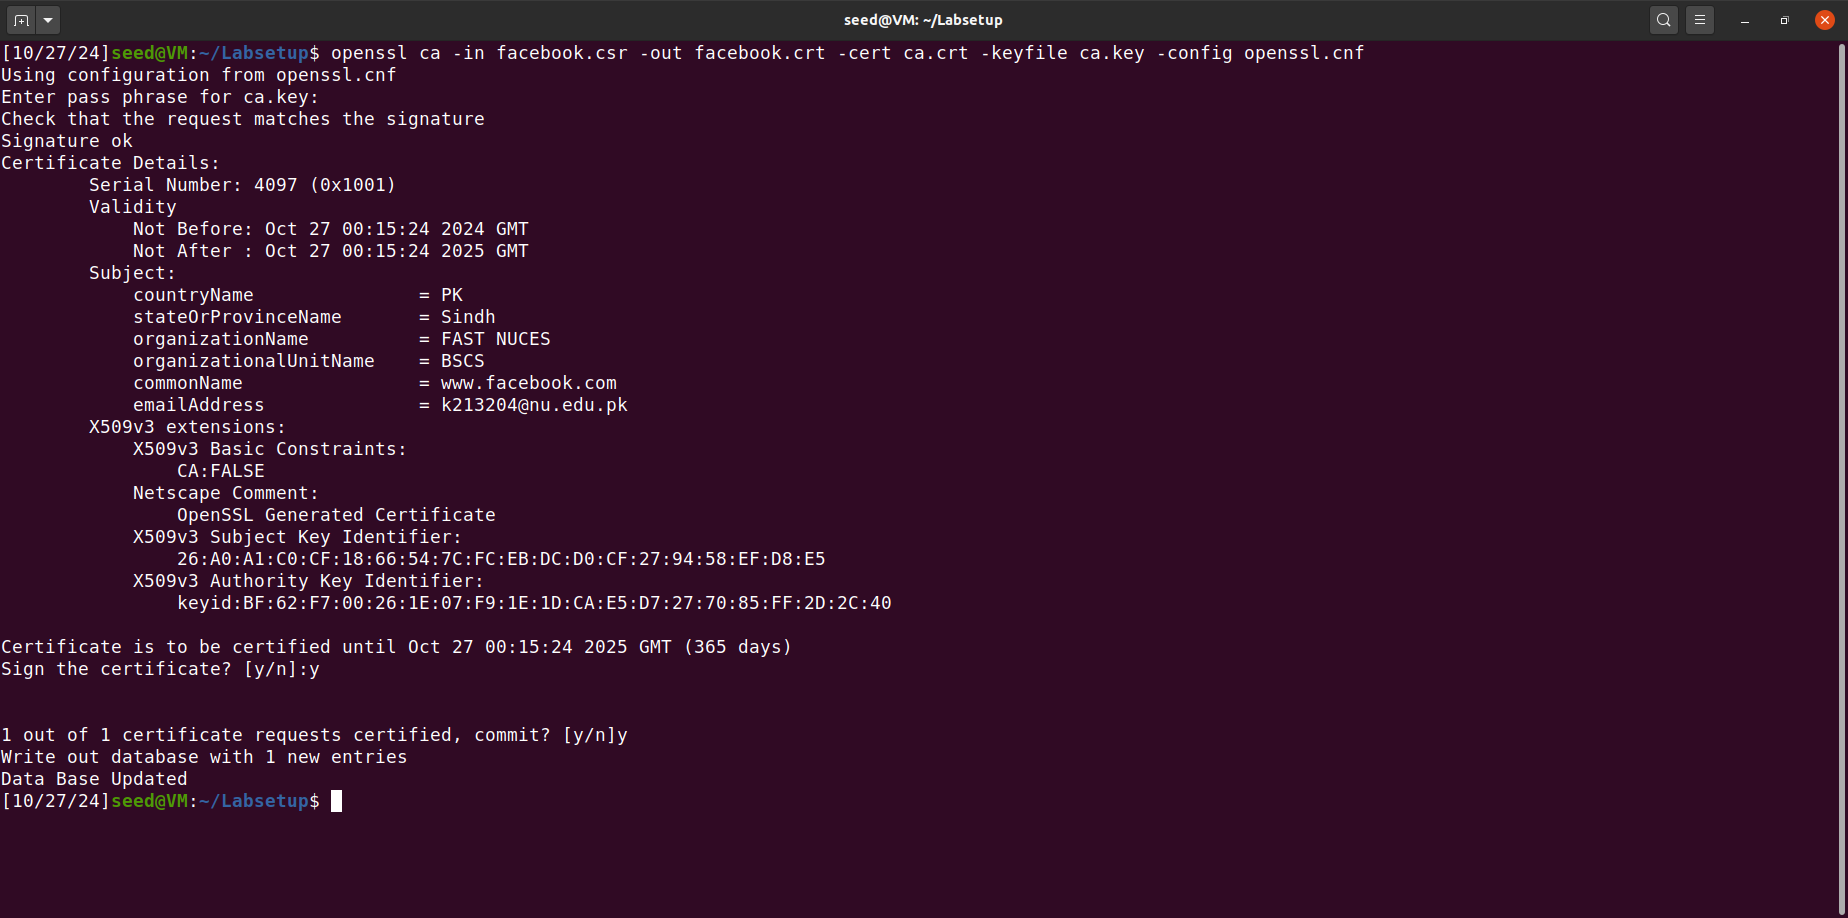 seed@VM: ~/Labsetup
[10/27/24]seed@VM:~/Labsetup$ openssl ca -in facebook.csr -out facebook.crt -cert ca.crt -keyfile ca.key -config openssl.cnf
Using configuration from openssl.cnf
Enter pass phrase for ca.key:
Check that the request matches the signature
Signature ok
Certificate Details:
        Serial Number: 4097 (0x1001)
        Validity
            Not Before: Oct 27 00:15:24 2024 GMT
            Not After : Oct 27 00:15:24 2025 GMT
        Subject:
            countryName               = PK
            stateOrProvinceName       = Sindh
            organizationName          = FAST NUCES
            organizationalUnitName    = BSCS
            commonName                = www.facebook.com
            emailAddress              = k213204@nu.edu.pk
        X509v3 extensions:
            X509v3 Basic Constraints:
                CA:FALSE
            Netscape Comment:
                OpenSSL Generated Certificate
            X509v3 Subject Key Identifier:
                26:A0:A1:C0:CF:18:66:54:7C:FC:EB:DC:D0:CF:27:94:58:EF:D8:E5
            X509v3 Authority Key Identifier:
                keyid:BF:62:F7:00:26:1E:07:F9:1E:1D:CA:E5:D7:27:70:85:FF:2D:2C:40
Certificate is to be certified until Oct 27 00:15:24 2025 GMT (365 days)
Sign the certificate? [y/n]:y
1 out of 1 certificate requests certified, commit? [y/n]y
Write out database with 1 new entries
Data Base Updated
[10/27/24]seed@VM:~/Labsetup$